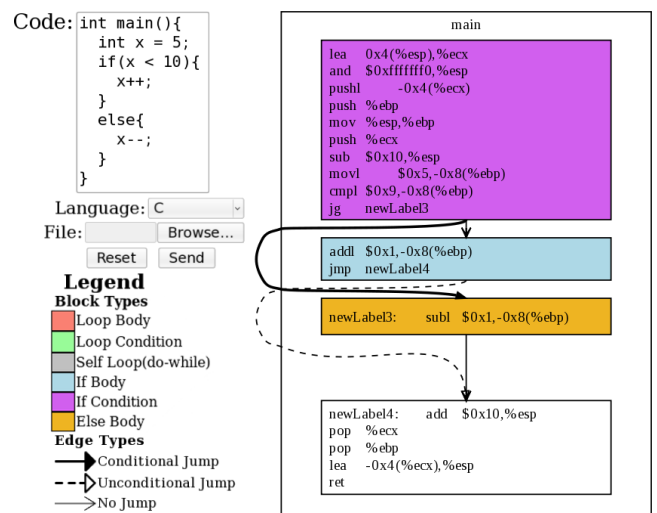 Code:
int main(){
int x = 5;
if(x < 10){
x++;
}
else{
x--;
}
}
Language: C
File: Browse...
Reset Send
Legend
Block Types
Loop Body
Loop Condition
Self Loop(do-while)
If Body
If Condition
Else Body
Edge Types
Conditional Jump
Unconditional Jump
No Jump
main
lea 0x4(%esp),%ecx
and $0xfffffff0,%esp
pushl -0x4(%ecx)
push %ebp
mov %esp,%ebp
push %ecx
sub $0x10,%esp
movl $0x5,-0x8(%ebp)
cmpl $0x9,-0x8(%ebp)
jg newLabel3
addl $0x1,-0x8(%ebp)
jmp newLabel4
newLabel3: subl $0x1,-0x8(%ebp)
newLabel4: add $0x10,%esp
pop %ecx
pop %ebp
lea -0x4(%ecx),%esp
ret